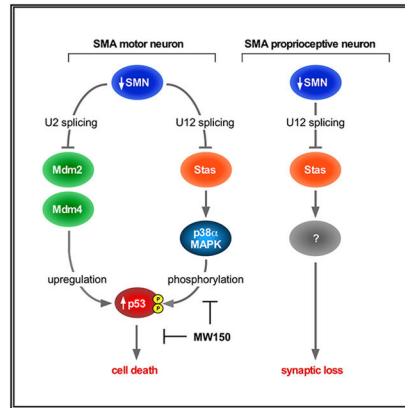 SMA motor neuron
SMA proprioceptive neuron
↓SMN
↓SMN
U2 splicing
U12 splicing
U12 splicing
Mdm2
Stas
Stas
Mdm4
p38α
MAPK
?
upregulation
phosphorylation
↑p53
P
P
MW150
cell death
synaptic loss